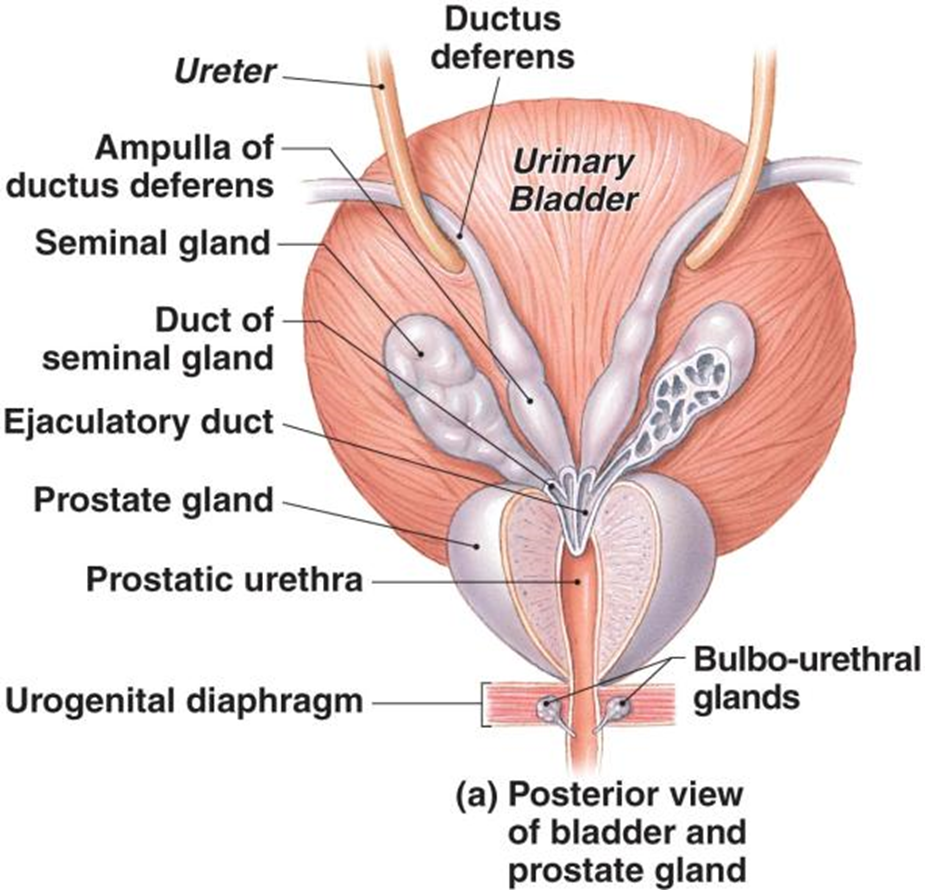 Ductus
deferens
Ureter
Ampulla of
ductus deferens
Urinary
Bladder
Seminal gland
Duct of
seminal gland
Ejaculatory duct
Prostate gland
Prostatic urethra
Bulbo-urethral
glands
Urogenital diaphragm
(a) Posterior view
of bladder and
prostate gland